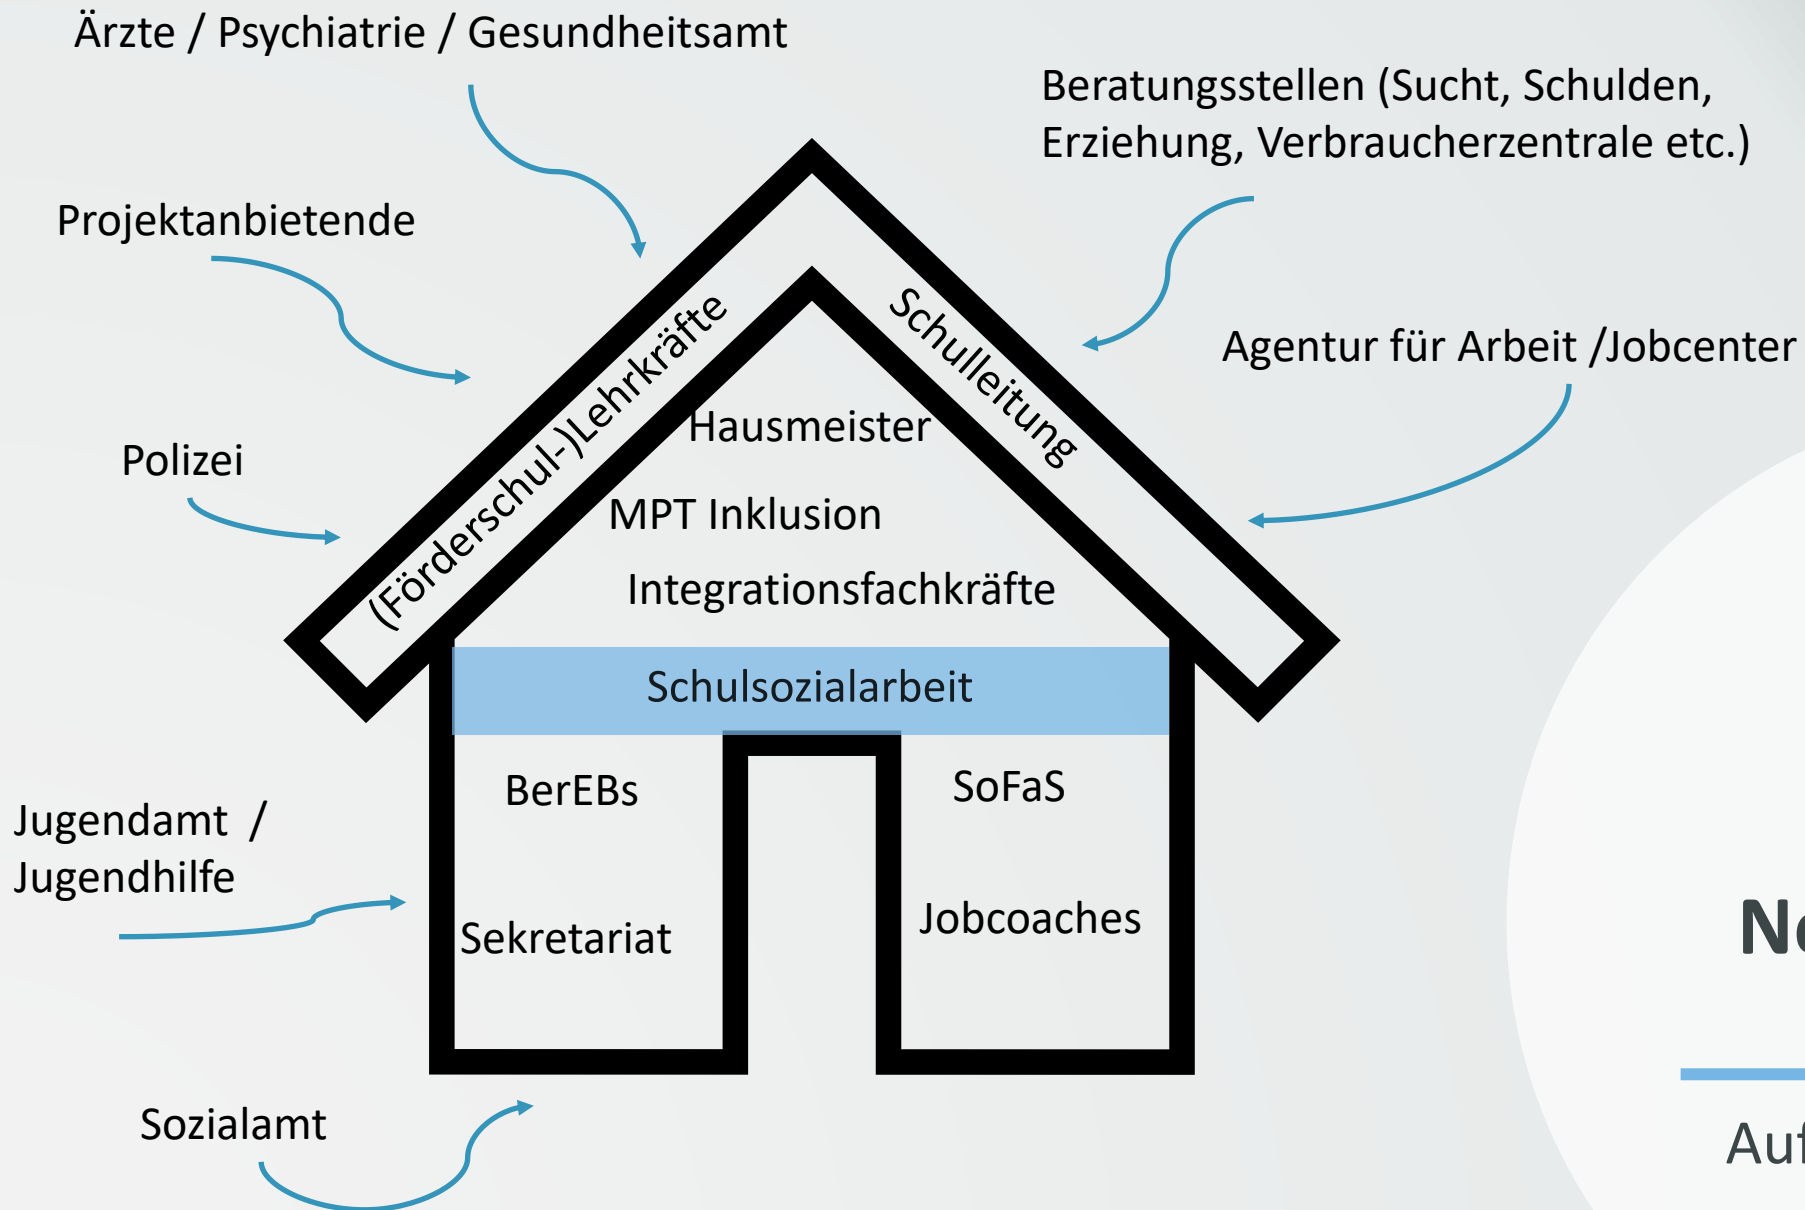 Ärzte / Psychiatrie / Gesundheitsamt
Beratungsstellen (Sucht, Schulden,
Erziehung, Verbraucherzentrale etc.)
Projektanbietende
Agentur für Arbeit /Jobcenter
Polizei
(Förderschul-)Lehrkräfte
Schulleitung
Hausmeister
MPT Inklusion
Integrationsfachkräfte
Schulsozialarbeit
BerEBs
SoFaS
Jugendamt /
Jugendhilfe
Sekretariat
Jobcoaches
Sozialamt